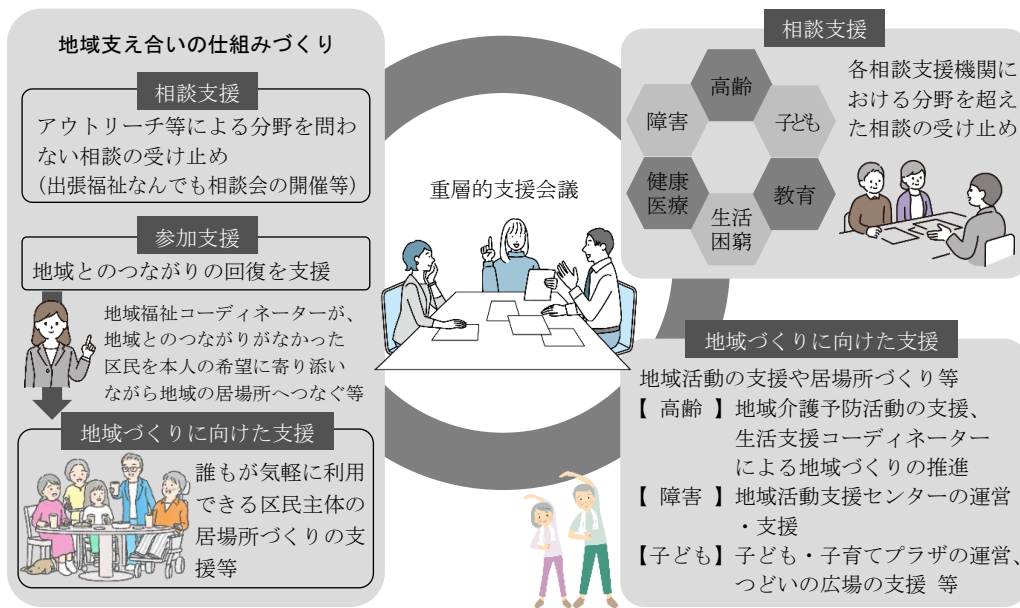 地域支え合いの仕組みづくり
相談支援
アウトリーチ等による分野を問わ
ない相談の受け止め
(出張福祉なんでも相談会の開催等)
参加支援
地域とのつながりの回復を支援
地域福祉コーディネーターが、
地域とのつながりがなかった
区民を本人の希望に寄り添い
ながら地域の居場所へつなぐ等
地域づくりに向けた支援
誰もが気軽に利用
できる区民主体の
居場所づくりの支
援等
重層的支援会議
相談支援
高齢
障害
子ども
健康
医療
教育
生活
困窮
各相談支援機関に
おける分野を超え
た相談の受け止め
地域づくりに向けた支援
地域活動の支援や居場所づくり等
【 高齢 】地域介護予防活動の支援、
生活支援コーディネーター
による地域づくりの推進
【 障害 】地域活動支援センターの運営
・支援
【子ども】子ども・子育てプラザの運営、
つどいの広場の支援 等